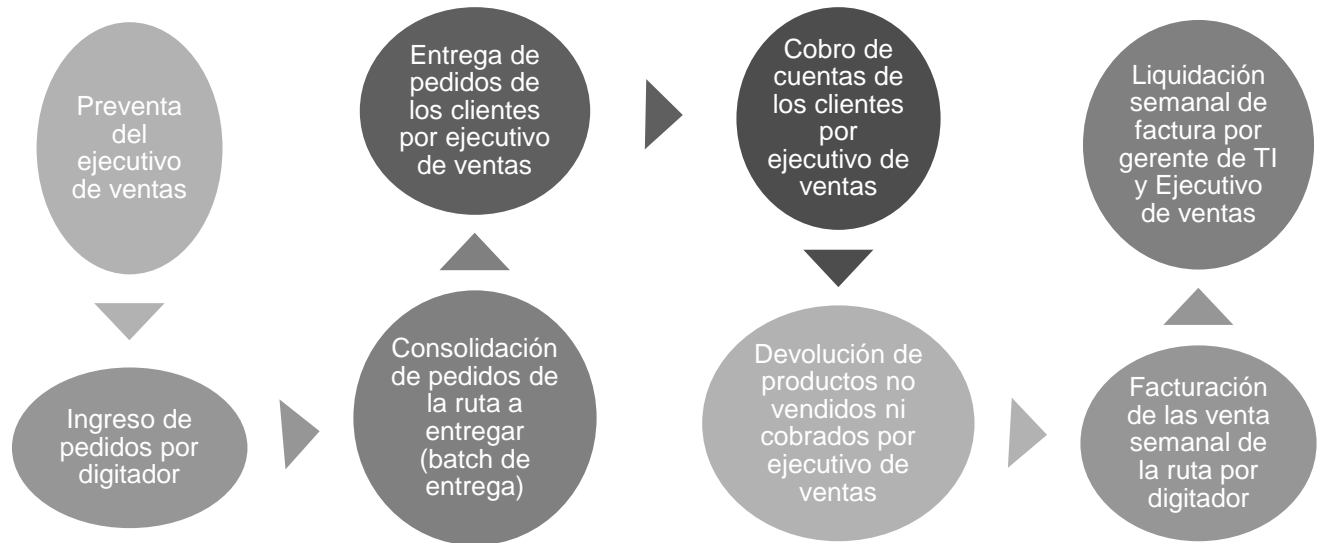 Preventa
del
ejecutivo
de ventas
Ingreso de
pedidos por
digitador
Consolidación
de pedidos de
la ruta a
entregar
(batch de
entrega)
Entrega de
pedidos de
los clientes
por ejecutivo
de ventas
Cobro de
cuentas de
los clientes
por
ejecutivo de
ventas
Devolución de
productos no
vendidos ni
cobrados por
ejecutivo de
ventas
Facturación
de las venta
semanal de
la ruta por
digitador
Liquidación
semanal de
factura por
gerente de TI
y Ejecutivo
de ventas